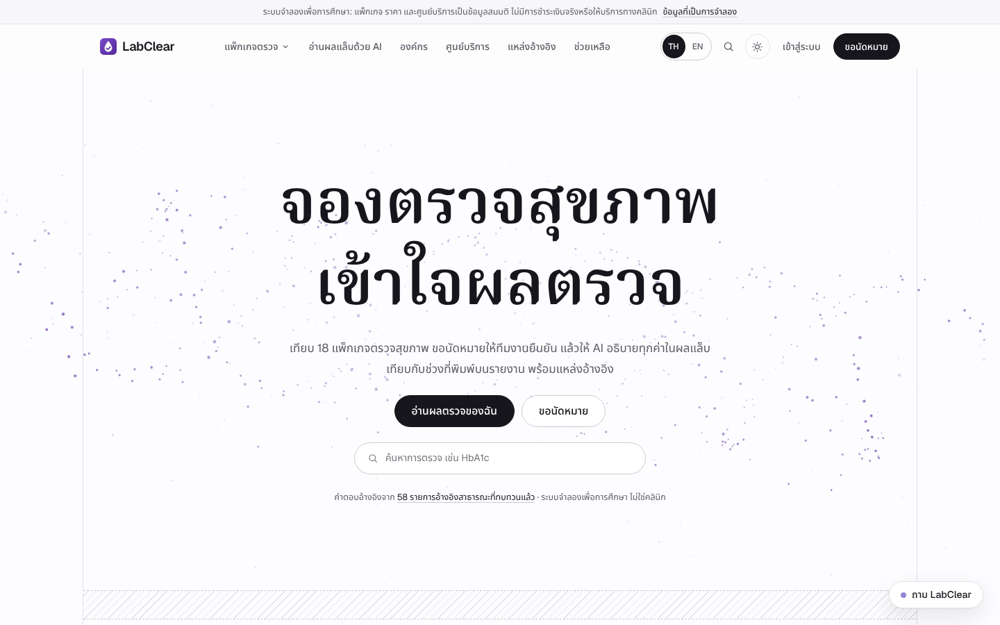 ระบบจำลองเพื่อการศึกษา: แพ็กเกจ ราคา และศูนย์บริการเป็นข้อมูลสมมติ ไม่มีการชำระเงินจริงหรือให้บริการทางคลินิก ข้อมูลที่เป็นการจำลอง
LabClear แพ็กเกจตรวจ อ่านผลแล็บด้วย AI องค์กร ศูนย์บริการ แหล่งอ้างอิง ช่วยเหลือ TH EN เข้าสู่ระบบ ขอนัดหมาย
จองตรวจสุขภาพ
เข้าใจผลตรวจ
เทียบ 18 แพ็กเกจตรวจสุขภาพ ขอนัดหมายให้ทีมงานยืนยัน แล้วให้ AI อธิบายทุกค่าในผลแล็บ
เทียบกับช่วงที่พิมพ์บนรายงาน พร้อมแหล่งอ้างอิง
อ่านผลตรวจของฉัน ขอนัดหมาย
ค้นหาการตรวจ เช่น HbA1c
คำตอบอ้างอิงจาก 58 รายการอ้างอิงสาธารณะที่ทบทวนแล้ว · ระบบจำลองเพื่อการศึกษา ไม่ใช่คลินิก
ถาม LabClear